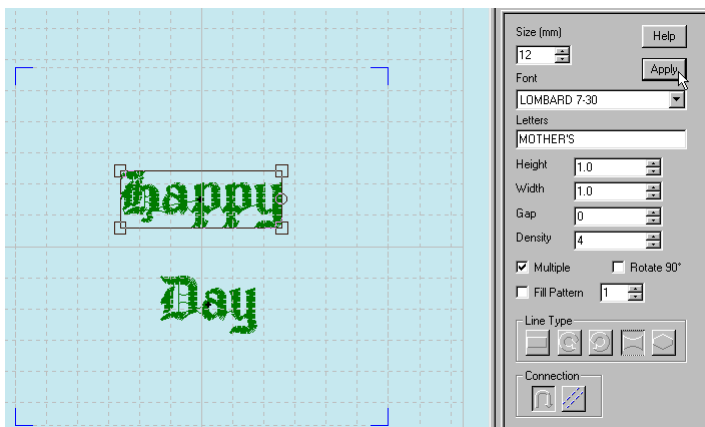 happy
Day
Size (mm)
Help
12
Apply
Font
LOMBARD 7-30
Letters
MOTHER'S
Height 1.0
Width 1.0
Gap 0
Density 4
Multiple Rotate 90°
Fill Pattern 1
Line Type
Connection